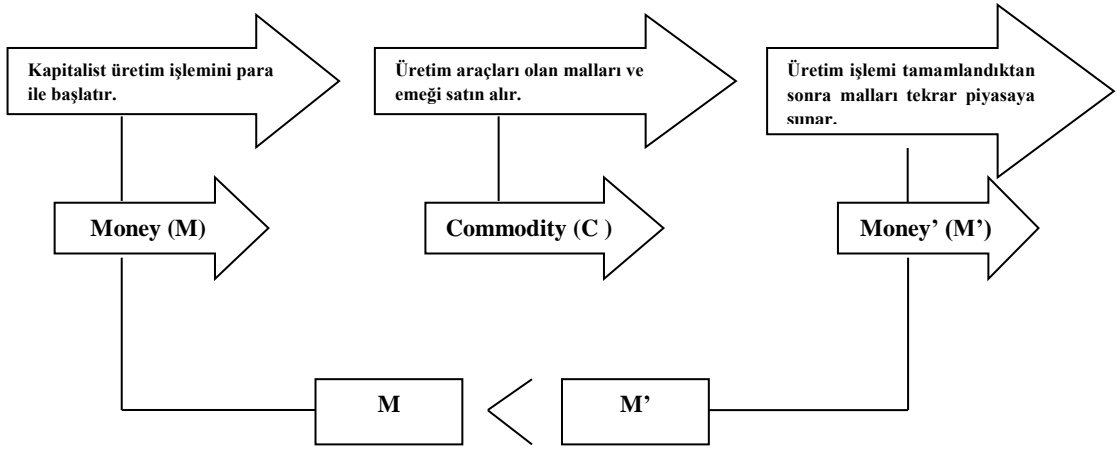 Kapitalist üretim işlemini para
ile başlatır.
Üretim araçları olan malları ve
emeği satın alır.
Üretim işlemi tamamlandıktan
sonra malları tekrar piyasaya
sunar.
Money (M)
Commodity (C )
Money’ (M’)
M
M’